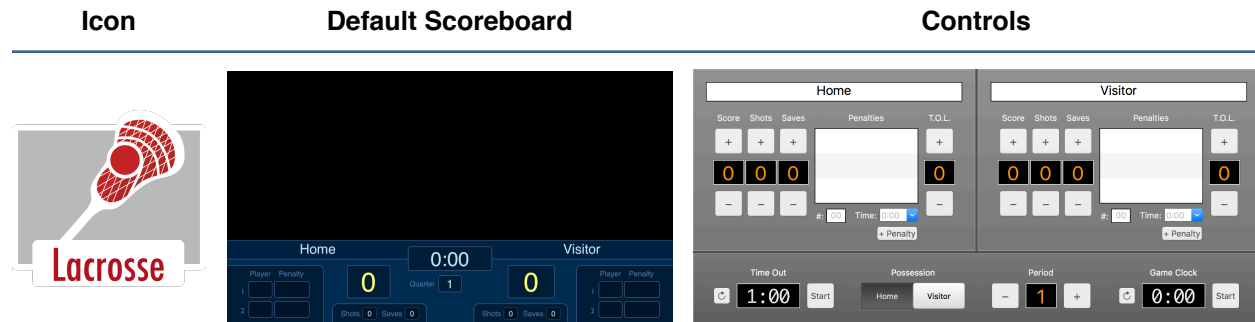 Icon Default Scoreboard Controls
Lacrosse
Home Visitor
0:00
Player Penalty
0
Quarter 1
0
Player Penalty
1
2
1
2
Shots 0 Saves 0
Shots 0 Saves 0
Home
Score Shots Saves Penalties T.O.L.
+ + + +
0 0 0 0
− − − −
#: 00 Time: 0:00
+ Penalty
Visitor
Score Shots Saves Penalties T.O.L.
+ + + +
0 0 0 0
− − − −
#: 00 Time: 0:00
+ Penalty
Time Out Possession Period Game Clock
1:00 Start Home Visitor − 1 + 0:00 Start